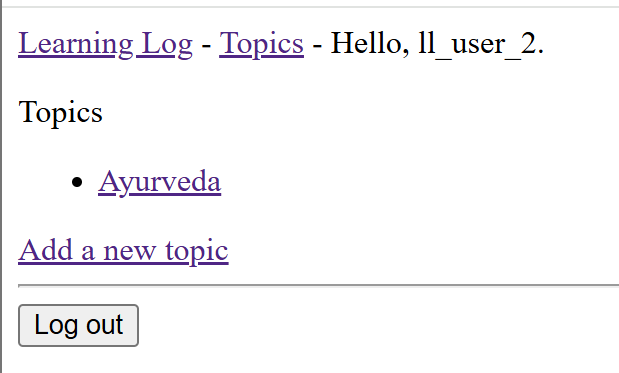 Learning Log - Topics - Hello, ll_user_2.
Topics
Ayurveda
Add a new topic
Log out